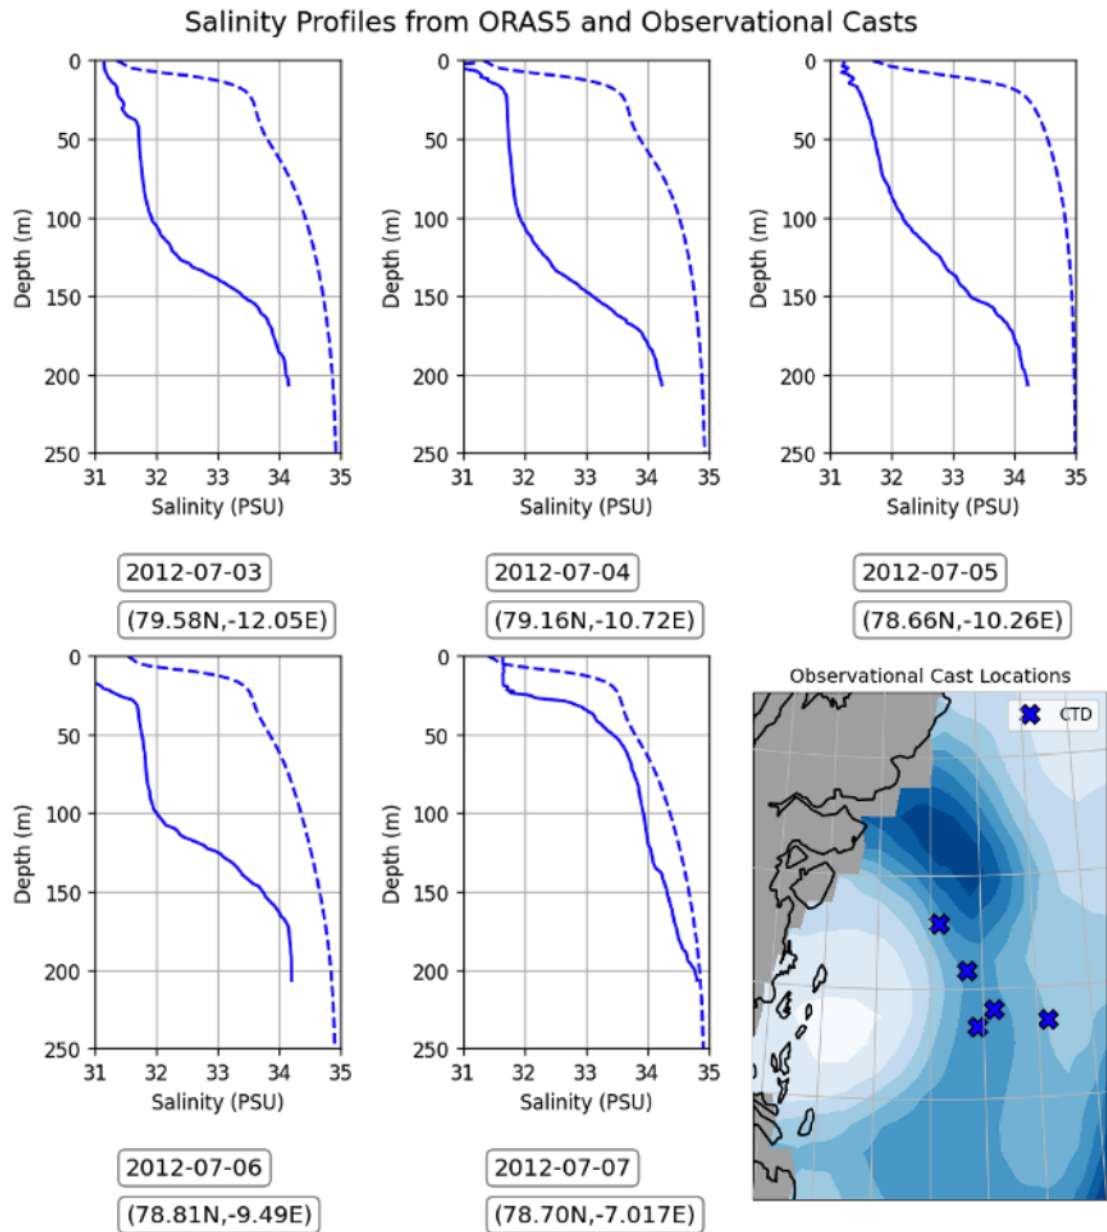 Salinity Profiles from ORAS5 and Observational Casts
0
50
100
150
200
250
Depth (m)
31 32 33 34 35
Salinity (PSU)
2012-07-03
(79.58N,-12.05E)
0
50
100
150
200
250
Depth (m)
31 32 33 34 35
Salinity (PSU)
2012-07-04
(79.16N,-10.72E)
0
50
100
150
200
250
Depth (m)
31 32 33 34 35
Salinity (PSU)
2012-07-05
(78.66N,-10.26E)
0
50
100
150
200
250
Depth (m)
31 32 33 34 35
Salinity (PSU)
2012-07-06
(78.81N,-9.49E)
0
50
100
150
200
250
Depth (m)
31 32 33 34 35
Salinity (PSU)
2012-07-07
(78.70N,-7.017E)
Observational Cast Locations
CTD